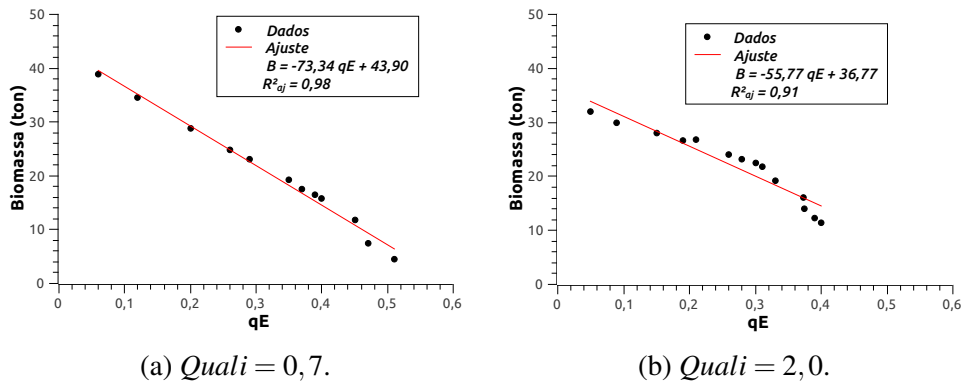 50
40
30
20
10
0
Biomassa (ton)
Dados
Ajuste
B = -73,34 qE + 43,90
R²aj = 0,98
0 0,1 0,2 0,3 0,4 0,5 0,6
qE
(a) Quali = 0,7.
50
40
30
20
10
0
Biomassa (ton)
Dados
Ajuste
B = -55,77 qE + 36,77
R²aj = 0,91
0 0,1 0,2 0,3 0,4 0,5 0,6
qE
(b) Quali = 2,0.